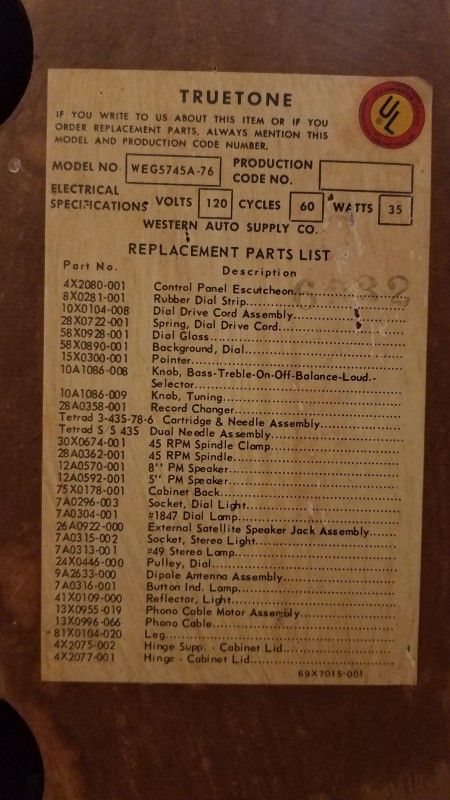 TRUETONE
IF YOU WRITE TO US ABOUT THIS ITEM OR IF YOU
ORDER REPLACEMENT PARTS, ALWAYS MENTION THIS
MODEL AND PRODUCTION CODE NUMBER.
UL
MODEL NO WEG5745A-76 PRODUCTION CODE NO.
ELECTRICAL SPECIFICATIONS VOLTS 120 CYCLES 60 WATTS 35
WESTERN AUTO SUPPLY CO.
REPLACEMENT PARTS LIST
Part No. Description
4X2080-001 Control Panel Escutcheon
8X0281-001 Rubber Dial Strip
10X0104-008 Dial Drive Cord Assembly
28X0722-001 Spring, Dial Drive Cord
58X0928-001 Dial Glass
58X0890-001 Background, Dial
15X0300-001 Pointer
10A1086-008 Knob, Bass-Treble-On-Off-Balance-Loud.-
Selector
10A1086-009 Knob, Tuning
28A0358-001 Record Changer
Tetrad 3-43S-78-6 Cartridge & Needle Assembly
Tetrad S/S 43S Dual Needle Assembly
30X0674-001 45 RPM Spindle Clamp
28A0362-001 45 RPM Spindle
12A0570-001 8'' PM Speaker
12A0592-001 5'' PM Speaker
75X0178-001 Cabinet Back
7A0296-003 Socket, Dial Light
7A0304-001 #1847 Dial Lamp
26A0922-000 External Satellite Speaker Jack Assembly
7A0315-002 Socket, Stereo Light
7A0313-001 #49 Stereo Lamp
24X0446-000 Pulley, Dial
9A2633-000 Dipole Antenna Assembly
7A0316-001 Button Ind. Lamp
41X0109-000 Reflector, Light
13X0955-019 Phono Cable Motor Assembly
13X0996-066 Phono Cable
81X0104-020 Leg
4X2075-002 Hinge Supp. - Cabinet Lid
4X2077-001 Hinge - Cabinet Lid
69X7015-001